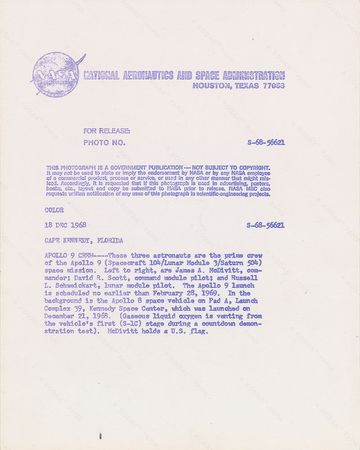 NASA
NATIONAL AERONAUTICS AND SPACE ADMINISTRATION
HOUSTON, TEXAS 77058
FOR RELEASE:
PHOTO NO. S-68-56621
THIS PHOTOGRAPH IS A GOVERNMENT PUBLICATION — NOT SUBJECT TO COPYRIGHT.
It may not be used to state or imply the endorsement by NASA or by any NASA employee
of a commercial product, process or service, or used in any other manner that might mis-
lead. Accordingly, it is requested that if this photograph is used in advertising, posters,
books, etc., layout and copy be submitted to NASA prior to release. NASA MSC also
requests written notification of any uses of this photograph in scientific-engineering projects.
COLOR
18 DEC 1968 S-68-56621
CAPE KENNEDY, FLORIDA
APOLLO 9 CREW----These three astronauts are the prime crew
of the Apollo 9 (Spacecraft 104/Lunar Module 3/Saturn 504)
space mission. Left to right, are James A. McDivitt, com-
mander; David R. Scott, command module pilot; and Russell
L. Schweickart, lunar module pilot. The Apollo 9 launch
is scheduled no earlier than February 28, 1969. In the
background is the Apollo 8 space vehicle on Pad A, Launch
Complex 39, Kennedy Space Center, which was launched on
December 21, 1968. (Gaseous liquid oxygen is venting from
the vehicle's first (S-1C) stage during a countdown demon-
stration test). McDivitt holds a U.S. flag.